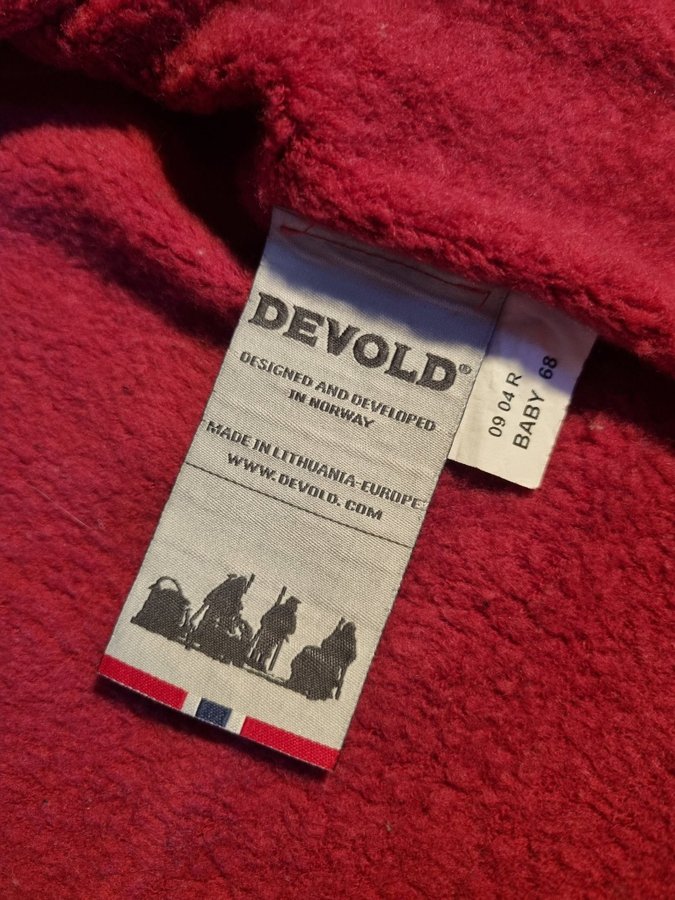 DEVOLD®
DESIGNED AND DEVELOPED
IN NORWAY
MADE IN LITHUANIA-EUROPE
WWW.DEVOLD.COM
09 04 R
BABY 68